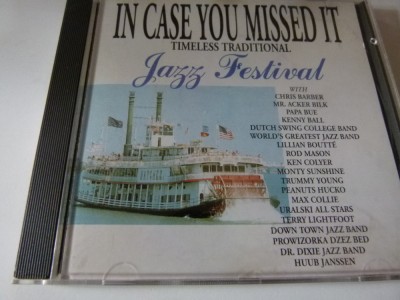 IN CASE YOU MISSED IT
TIMELESS TRADITIONAL
Jazz Festival
WITH
CHRIS BARBER
MR. ACKER BILK
PAPA BUE
KENNY BALL
DUTCH SWING COLLEGE BAND
WORLD'S GREATEST JAZZ BAND
LILLIAN BOUTTÉ
ROD MASON
KEN COLYER
MONTY SUNSHINE
TRUMMY YOUNG
PEANUTS HUCKO
MAX COLLIE
URALSKI ALL STARS
TERRY LIGHTFOOT
DOWN TOWN JAZZ BAND
PROWIZORKA DZEZ BED
DR. DIXIE JAZZ BAND
HUUB JANSSEN